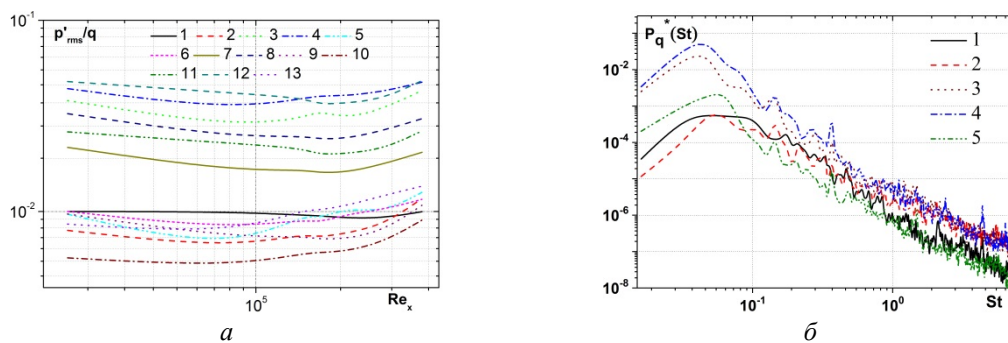 10⁻¹
p'rms/q
1 2 3 4 5
6 7 8 9 10
11 12 13
10⁻²
10⁵
Reₓ
а
P*q(St)
10⁰
10⁻²
10⁻⁴
10⁻⁶
10⁻⁸
1
2
3
4
5
10⁻¹ 10⁰ St
б